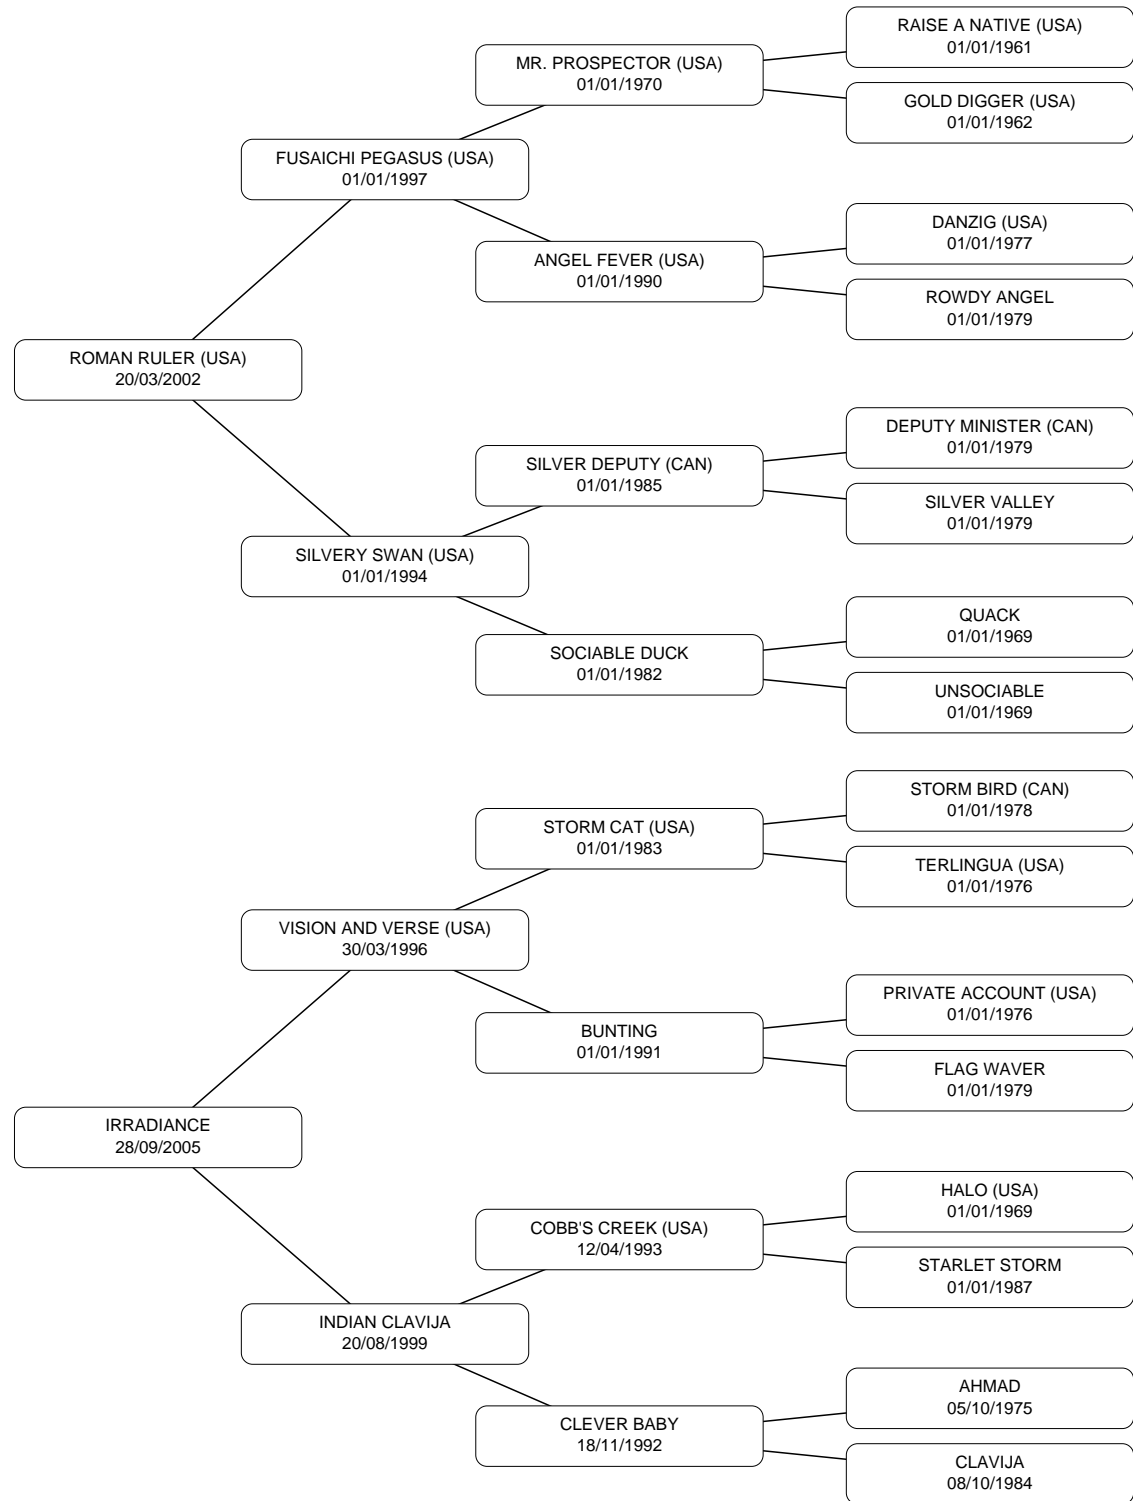 RAISE A NATIVE (USA)
01/01/1961
MR. PROSPECTOR (USA)
01/01/1970
GOLD DIGGER (USA)
01/01/1962
FUSAICHI PEGASUS (USA)
01/01/1997
DANZIG (USA)
01/01/1977
ANGEL FEVER (USA)
01/01/1990
ROWDY ANGEL
01/01/1979
ROMAN RULER (USA)
20/03/2002
DEPUTY MINISTER (CAN)
01/01/1979
SILVER DEPUTY (CAN)
01/01/1985
SILVER VALLEY
01/01/1979
SILVERY SWAN (USA)
01/01/1994
QUACK
01/01/1969
SOCIABLE DUCK
01/01/1982
UNSOCIABLE
01/01/1969
STORM BIRD (CAN)
01/01/1978
STORM CAT (USA)
01/01/1983
TERLINGUA (USA)
01/01/1976
VISION AND VERSE (USA)
30/03/1996
PRIVATE ACCOUNT (USA)
01/01/1976
BUNTING
01/01/1991
FLAG WAVER
01/01/1979
IRRADIANCE
28/09/2005
HALO (USA)
01/01/1969
COBB'S CREEK (USA)
12/04/1993
STARLET STORM
01/01/1987
INDIAN CLAVIJA
20/08/1999
AHMAD
05/10/1975
CLEVER BABY
18/11/1992
CLAVIJA
08/10/1984